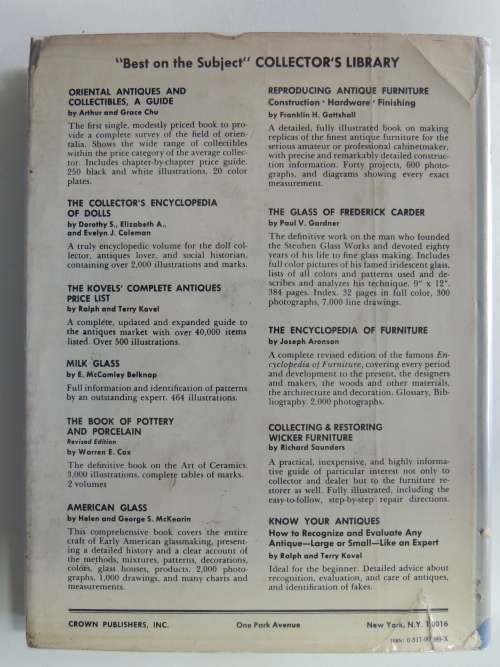 "Best on the Subject" COLLECTOR'S LIBRARY
ORIENTAL ANTIQUES AND
COLLECTIBLES, A GUIDE
by Arthur and Grace Chu
The first single, modestly priced book to pro-
vide a complete survey of the field of orien-
talia. Shows the wide range of collectibles
within the price category of the average collec-
tor. Includes chapter-by-chapter price guide.
250 black and white illustrations, 20 color
plates.
THE COLLECTOR'S ENCYCLOPEDIA
OF DOLLS
by Dorothy S., Elizabeth A.,
and Evelyn J. Coleman
A truly encyclopedic volume for the doll col-
lector, antiques lover, and social historian,
containing over 2,000 illustrations and marks.
THE KOVELS' COMPLETE ANTIQUES
PRICE LIST
by Ralph and Terry Kovel
A complete, updated and expanded guide to
the antiques market with over 40,000 items
listed. Over 500 illustrations.
MILK GLASS
by E. McCamley Belknap
Full information and identification of patterns
by an outstanding expert. 464 illustrations.
THE BOOK OF POTTERY
AND PORCELAIN
Revised Edition
by Warren E. Cox
The definitive book on the Art of Ceramics.
3,000 illustrations, complete tables of marks.
2 volumes
AMERICAN GLASS
by Helen and George S. McKearin
This comprehensive book covers the entire
craft of Early American glassmaking, present-
ing a detailed history and a clear account of
the methods, mixtures, patterns, decorations,
colors, glass houses, products. 2,000 photo-
graphs, 1,000 drawings, and many charts and
measurements.
REPRODUCING ANTIQUE FURNITURE
Construction · Hardware · Finishing
by Franklin H. Gottshall
A detailed, fully illustrated book on making
replicas of the finest antique furniture for the
serious amateur or professional cabinetmaker,
with precise and remarkably detailed construc-
tion information. Forty projects, 600 photo-
graphs, and diagrams showing every exact
measurement.
THE GLASS OF FREDERICK CARDER
by Paul V. Gardner
The definitive work on the man who founded
the Steuben Glass Works and devoted eighty
years of his life to fine glass making. Includes
full color pictures of his famed iridescent glass,
lists of all colors and patterns used and de-
scribes and analyzes his technique. 9" x 12".
384 pages. Index. 32 pages in full color, 300
photographs, 7,000 line drawings.
THE ENCYCLOPEDIA OF FURNITURE
by Joseph Aronson
A complete revised edition of the famous En-
cyclopedia of Furniture, covering every period
and development to the present, the designers
and makers, the woods and other materials,
the architecture and decoration. Glossary, Bib-
liography. 2,000 photographs.
COLLECTING & RESTORING
WICKER FURNITURE
by Richard Saunders
A practical, inexpensive, and highly informa-
tive guide of particular interest not only to
collector and dealer but to the furniture re-
storer as well. Fully illustrated, including the
easy-to-follow, step-by-step repair directions.
KNOW YOUR ANTIQUES
How to Recognize and Evaluate Any
Antique—Large or Small—Like an Expert
by Ralph and Terry Kovel
Ideal for the beginner. Detailed advice about
recognition, evaluation, and care of antiques,
and identification of fakes.
CROWN PUBLISHERS, INC. One Park Avenue New York, N.Y. 10016
ISBN: